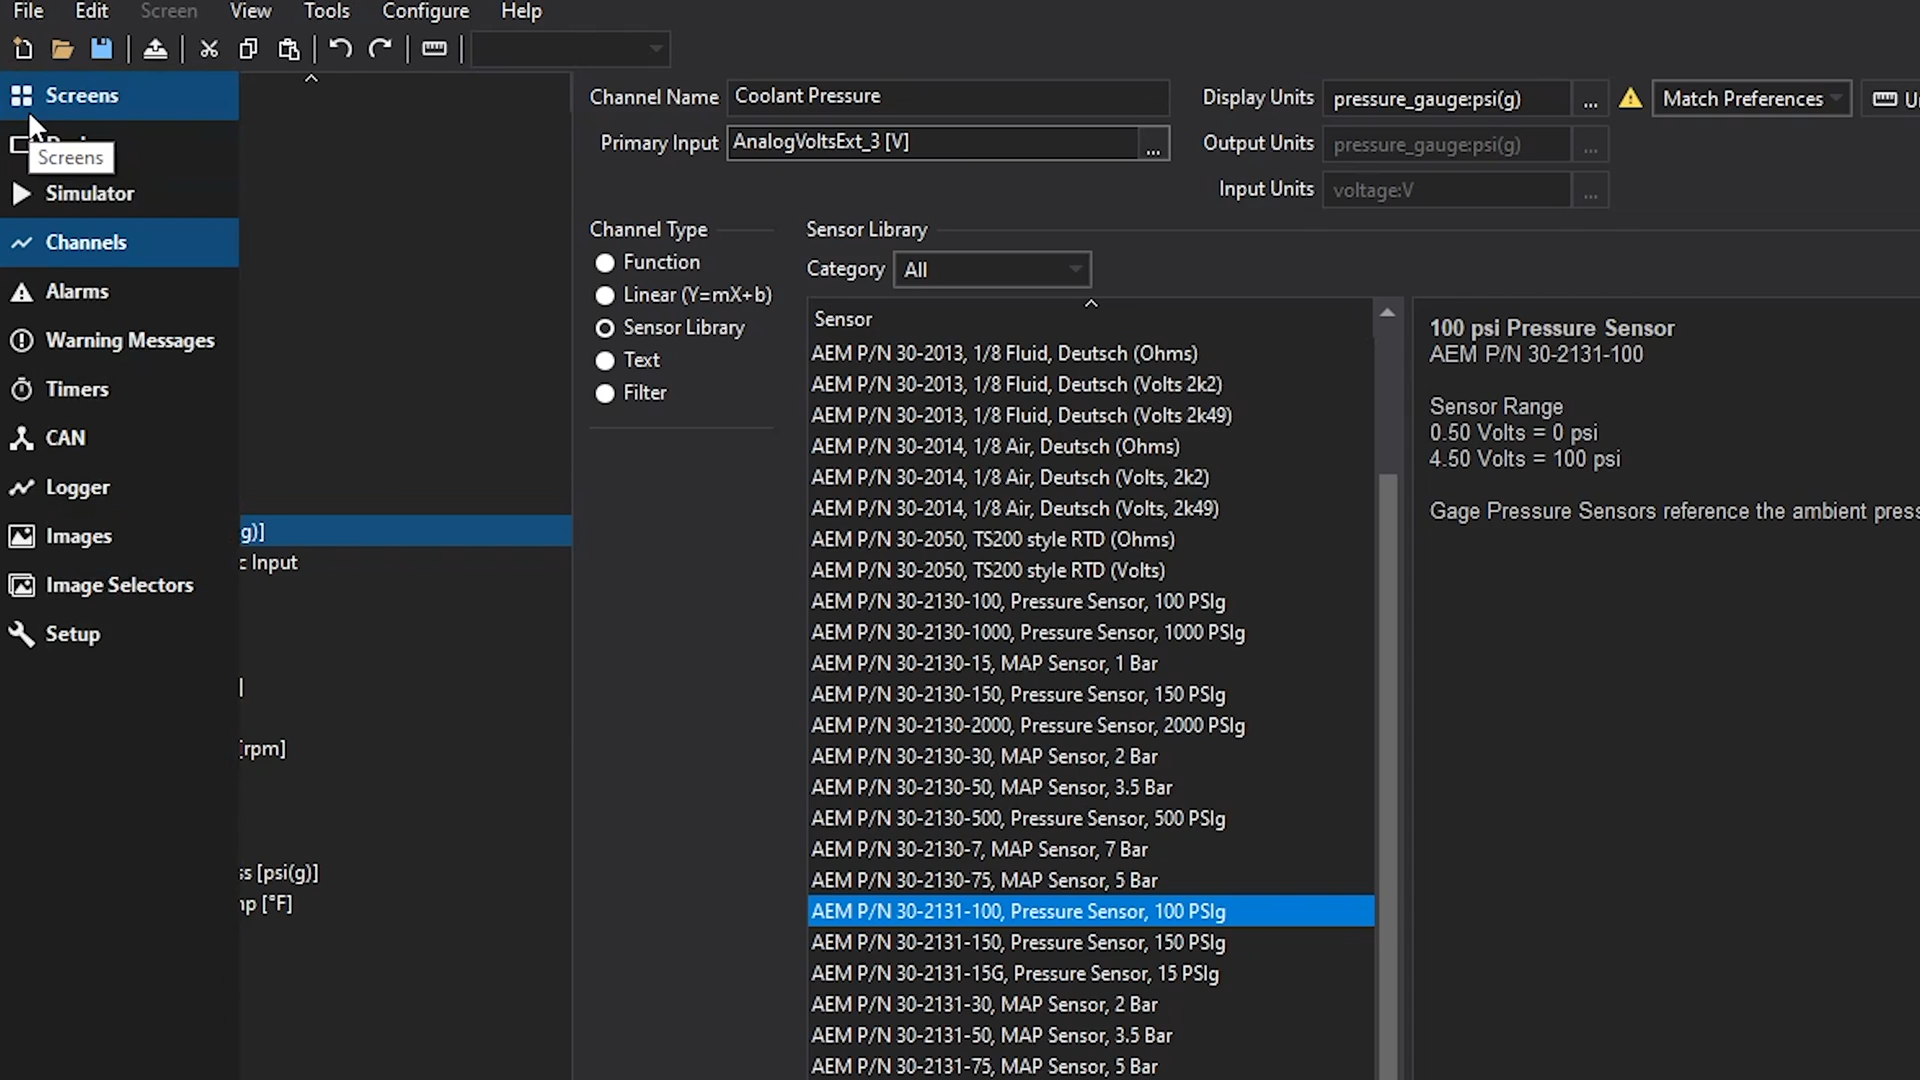 File Edit Screen View Tools Configure Help
Screens
Screens
Simulator
Channels
Alarms
Warning Messages
Timers
CAN
Logger
Images
Image Selectors
Setup
g)]
c Input
]
[rpm]
ss [psi(g)]
np [°F]
Channel Name Coolant Pressure
Primary Input AnalogVoltsExt_3 [V] ...
Display Units pressure_gauge:psi(g) ... Match Preferences
Output Units pressure_gauge:psi(g) ...
Input Units voltage:V ...
Channel Type
Function
Linear (Y=mX+b)
Sensor Library
Text
Filter
Sensor Library
Category All
Sensor
AEM P/N 30-2013, 1/8 Fluid, Deutsch (Ohms)
AEM P/N 30-2013, 1/8 Fluid, Deutsch (Volts 2k2)
AEM P/N 30-2013, 1/8 Fluid, Deutsch (Volts 2k49)
AEM P/N 30-2014, 1/8 Air, Deutsch (Ohms)
AEM P/N 30-2014, 1/8 Air, Deutsch (Volts, 2k2)
AEM P/N 30-2014, 1/8 Air, Deutsch (Volts, 2k49)
AEM P/N 30-2050, TS200 style RTD (Ohms)
AEM P/N 30-2050, TS200 style RTD (Volts)
AEM P/N 30-2130-100, Pressure Sensor, 100 PSIg
AEM P/N 30-2130-1000, Pressure Sensor, 1000 PSIg
AEM P/N 30-2130-15, MAP Sensor, 1 Bar
AEM P/N 30-2130-150, Pressure Sensor, 150 PSIg
AEM P/N 30-2130-2000, Pressure Sensor, 2000 PSIg
AEM P/N 30-2130-30, MAP Sensor, 2 Bar
AEM P/N 30-2130-50, MAP Sensor, 3.5 Bar
AEM P/N 30-2130-500, Pressure Sensor, 500 PSIg
AEM P/N 30-2130-7, MAP Sensor, 7 Bar
AEM P/N 30-2130-75, MAP Sensor, 5 Bar
AEM P/N 30-2131-100, Pressure Sensor, 100 PSIg
AEM P/N 30-2131-150, Pressure Sensor, 150 PSIg
AEM P/N 30-2131-15G, Pressure Sensor, 15 PSIg
AEM P/N 30-2131-30, MAP Sensor, 2 Bar
AEM P/N 30-2131-50, MAP Sensor, 3.5 Bar
AEM P/N 30-2131-75, MAP Sensor, 5 Bar
100 psi Pressure Sensor
AEM P/N 30-2131-100
Sensor Range
0.50 Volts = 0 psi
4.50 Volts = 100 psi
Gage Pressure Sensors reference the ambient press